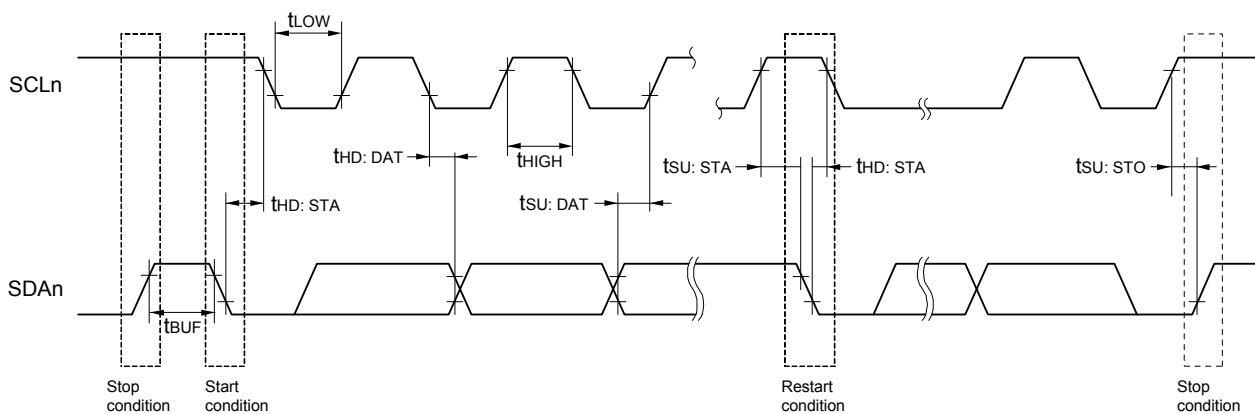 tLOW
SCLn
tHD: DAT
tHIGH
tSU: STA
tHD: STA
tSU: STO
tHD: STA
tSU: DAT
SDAn
tBUF
Stop
condition
Start
condition
Restart
condition
Stop
condition